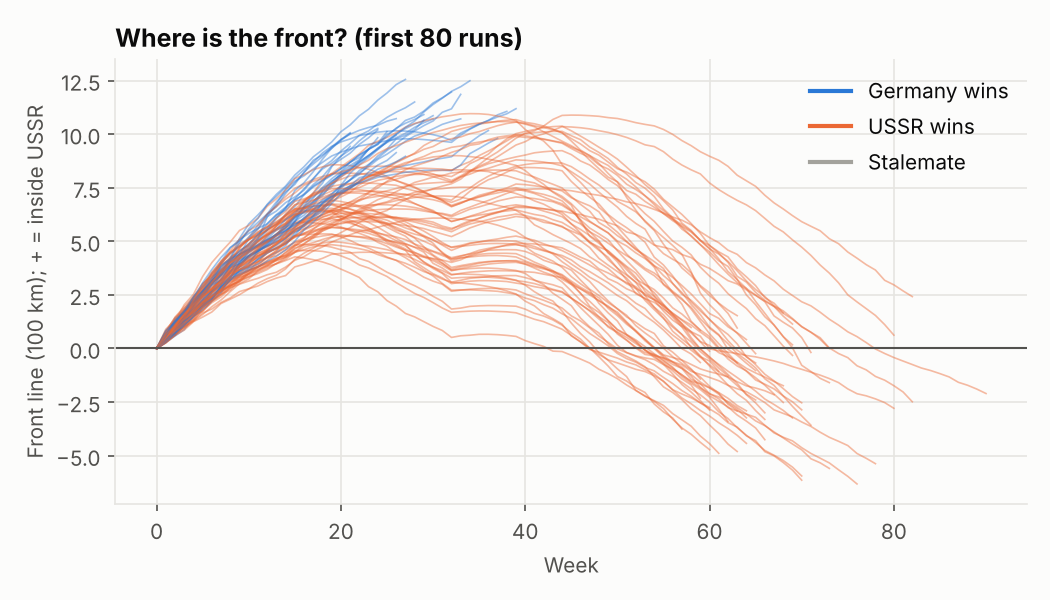 Where is the front? (first 80 runs)
Front line (100 km); + = inside USSR
12.5
10.0
7.5
5.0
2.5
0.0
−2.5
−5.0
Germany wins
USSR wins
Stalemate
0
20
40
60
80
Week